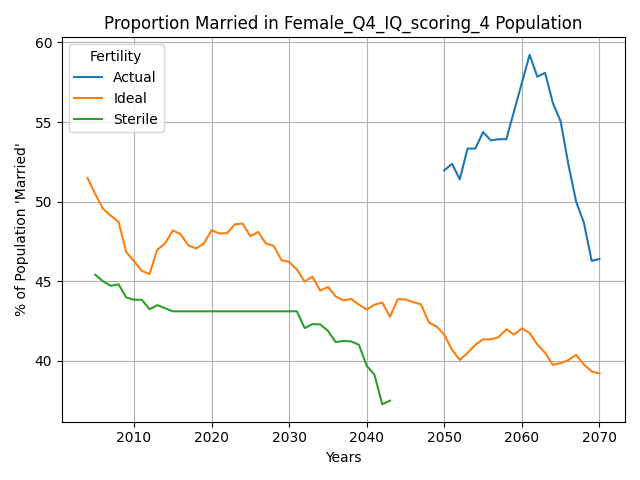 Proportion Married in Female_Q4_IQ_scoring_4 Population
% of Population 'Married'
60
55
50
45
40
Fertility
Actual
Ideal
Sterile
2010 2020 2030 2040 2050 2060 2070
Years